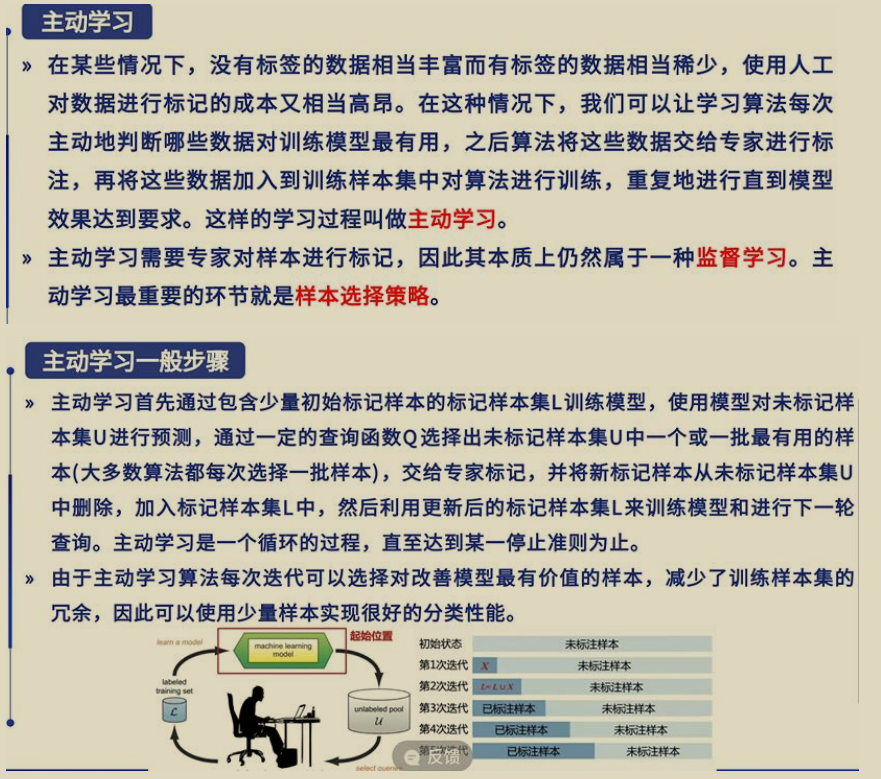 主动学习
» 在某些情况下，没有标签的数据相当丰富而有标签的数据相当稀少，使用人工
对数据进行标记的成本又相当高昂。在这种情况下，我们可以让学习算法每次
主动地判断哪些数据对训练模型最有用，之后算法将这些数据交给专家进行标
注，再将这些数据加入到训练样本集中对算法进行训练，重复地进行直到模型
效果达到要求。这样的学习过程叫做主动学习。
» 主动学习需要专家对样本进行标记，因此其本质上仍然属于一种监督学习。主
动学习最重要的环节就是样本选择策略。
主动学习一般步骤
» 主动学习首先通过包含少量初始标记样本的标记样本集L训练模型，使用模型对未标记样
本集U进行预测，通过一定的查询函数Q选择出未标记样本集U中一个或一批最有用的样
本(大多数算法都每次选择一批样本)，交给专家标记，并将新标记样本从未标记样本集U
中删除，加入标记样本集L中，然后利用更新后的标记样本集L来训练模型和进行下一轮
查询。主动学习是一个循环的过程，直至达到某一停止准则为止。
» 由于主动学习算法每次迭代可以选择对改善模型最有价值的样本，减少了训练样本集的
冗余，因此可以使用少量样本实现很好的分类性能。
learn a model
machine learning
model
起始位置
labeled
training set
L
unlabeled pool
U
select queries
初始状态 未标注样本
第1次迭代 X 未标注样本
第2次迭代 L=L∪X 未标注样本
第3次迭代 已标注样本 未标注样本
第4次迭代 已标注样本 未标注样本
已标注样本 未标注样本
反馈